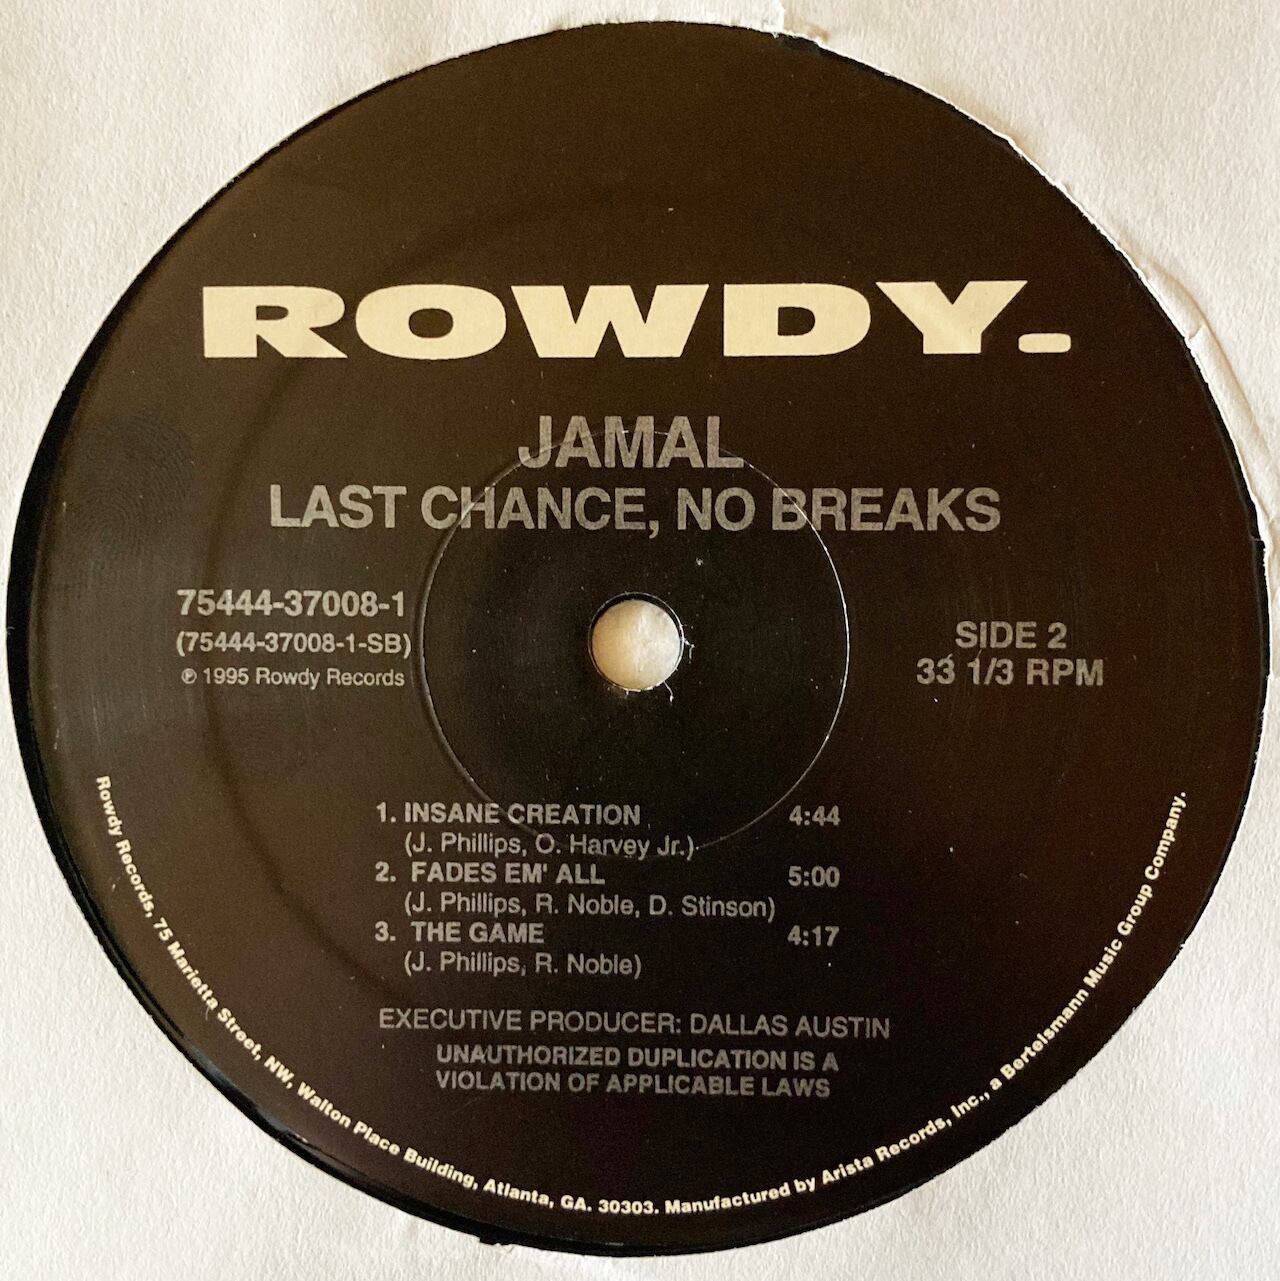 ROWDY.
JAMAL
LAST CHANCE, NO BREAKS
75444-37008-1
(75444-37008-1-SB)
℗ 1995 Rowdy Records
SIDE 2
33 1/3 RPM
1. INSANE CREATION 4:44
(J. Phillips, O. Harvey Jr.)
2. FADES EM' ALL 5:00
(J. Phillips, R. Noble, D. Stinson)
3. THE GAME 4:17
(J. Phillips, R. Noble)
EXECUTIVE PRODUCER: DALLAS AUSTIN
UNAUTHORIZED DUPLICATION IS A
VIOLATION OF APPLICABLE LAWS
Rowdy Records, 75 Marietta Street, NW, Walton Place Building, Atlanta, GA. 30303. Manufactured by Arista Records, Inc., a Bertelsmann Music Group Company.